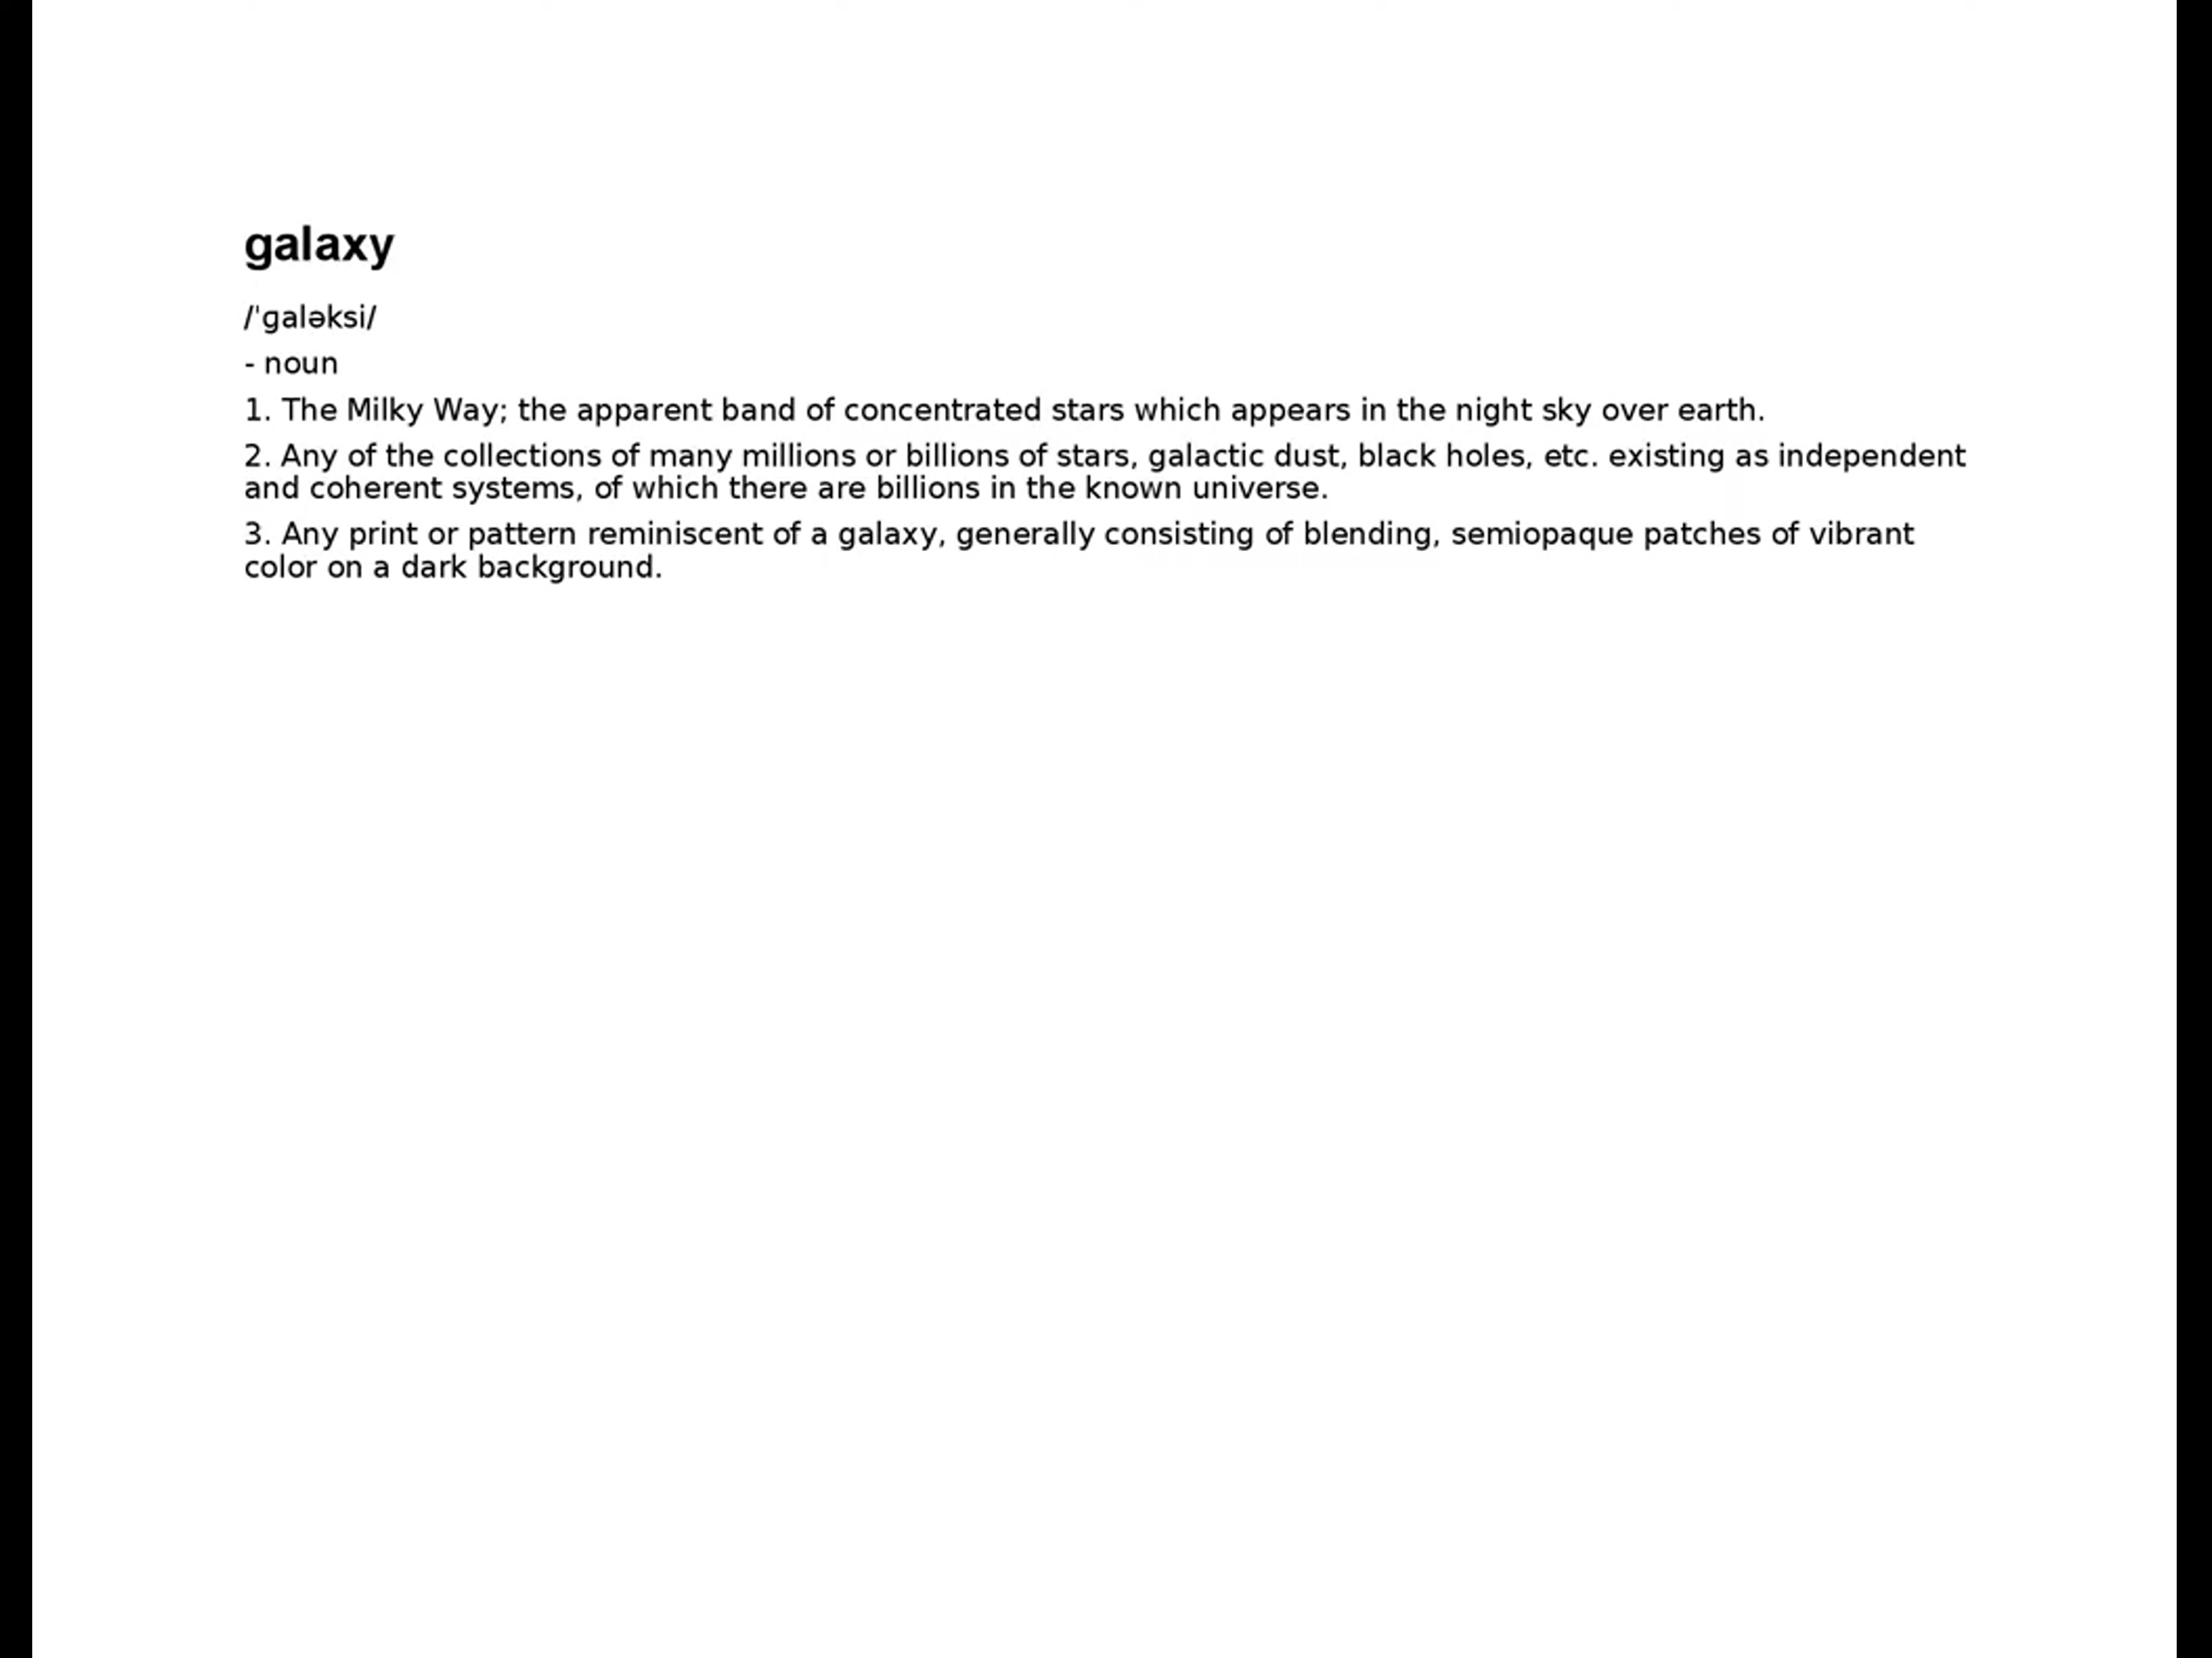 galaxy
/ˈɡaləksi/
- noun
1. The Milky Way; the apparent band of concentrated stars which appears in the night sky over earth.
2. Any of the collections of many millions or billions of stars, galactic dust, black holes, etc. existing as independent
and coherent systems, of which there are billions in the known universe.
3. Any print or pattern reminiscent of a galaxy, generally consisting of blending, semiopaque patches of vibrant
color on a dark background.